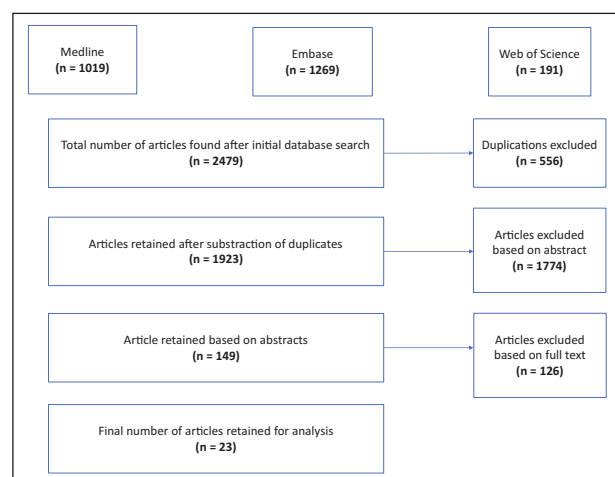 Medline
(n = 1019)
Embase
(n = 1269)
Web of Science
(n = 191)
Total number of articles found after initial database search
(n = 2479)
Duplications excluded
(n = 556)
Articles retained after substraction of duplicates
(n = 1923)
Articles excluded
based on abstract
(n = 1774)
Article retained based on abstracts
(n = 149)
Articles excluded
based on full text
(n = 126)
Final number of articles retained for analysis
(n = 23)